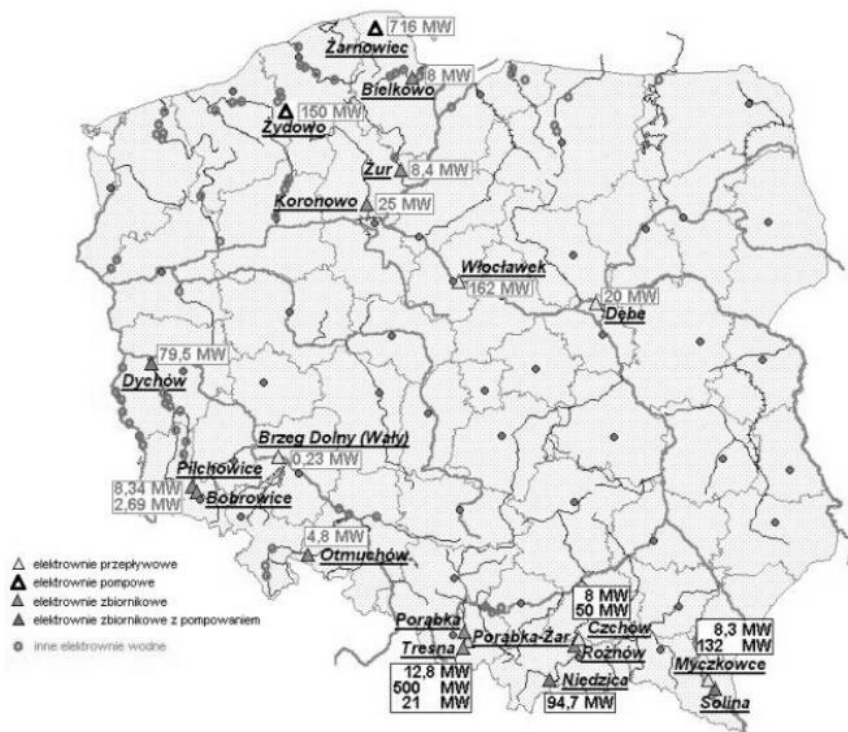 716 MW
Żarnowiec
8 MW
Bielkowo
150 MW
Żydowo
Żur
8,4 MW
Koronowo
25 MW
Włocławek
162 MW
20 MW
Dębe
79,5 MW
Dychów
Brzeg Dolny (Wały)
0,23 MW
Pilchowice
8,34 MW
2,69 MW
Bobrowice
4,8 MW
Otmuchów
elektrownie przepływowe
elektrownie pompowe
elektrownie zbiornikowe
elektrownie zbiornikowe z pompowaniem
inne elektrownie wodne
8 MW
50 MW
Porąbka
Porąbka-Żar
Czchów
Tresna
Rożnów
12,8 MW
500 MW
21 MW
Niedzica
94,7 MW
8,3 MW
132 MW
Myczkowce
Solina